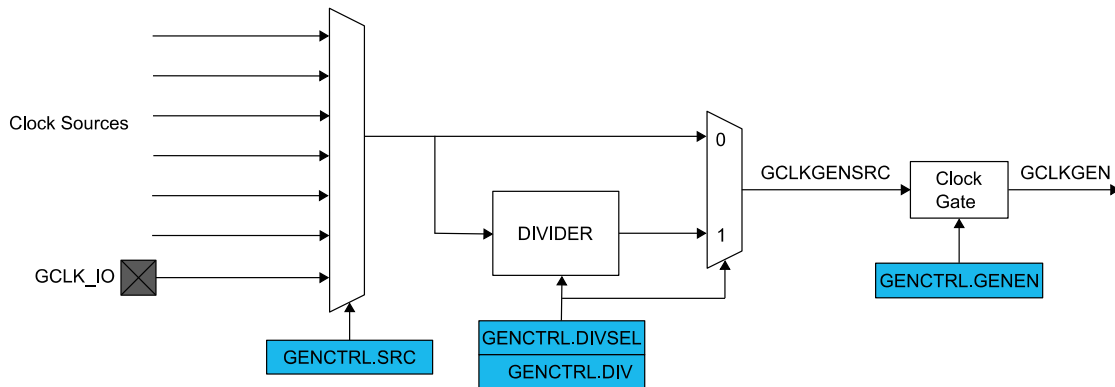 Clock Sources
GCLK_IO
GENCTRL.SRC
DIVIDER
GENCTRL.DIVSEL
GENCTRL.DIV
0
1
GCLKGENSRC
Clock
Gate
GCLKGEN
GENCTRL.GENEN